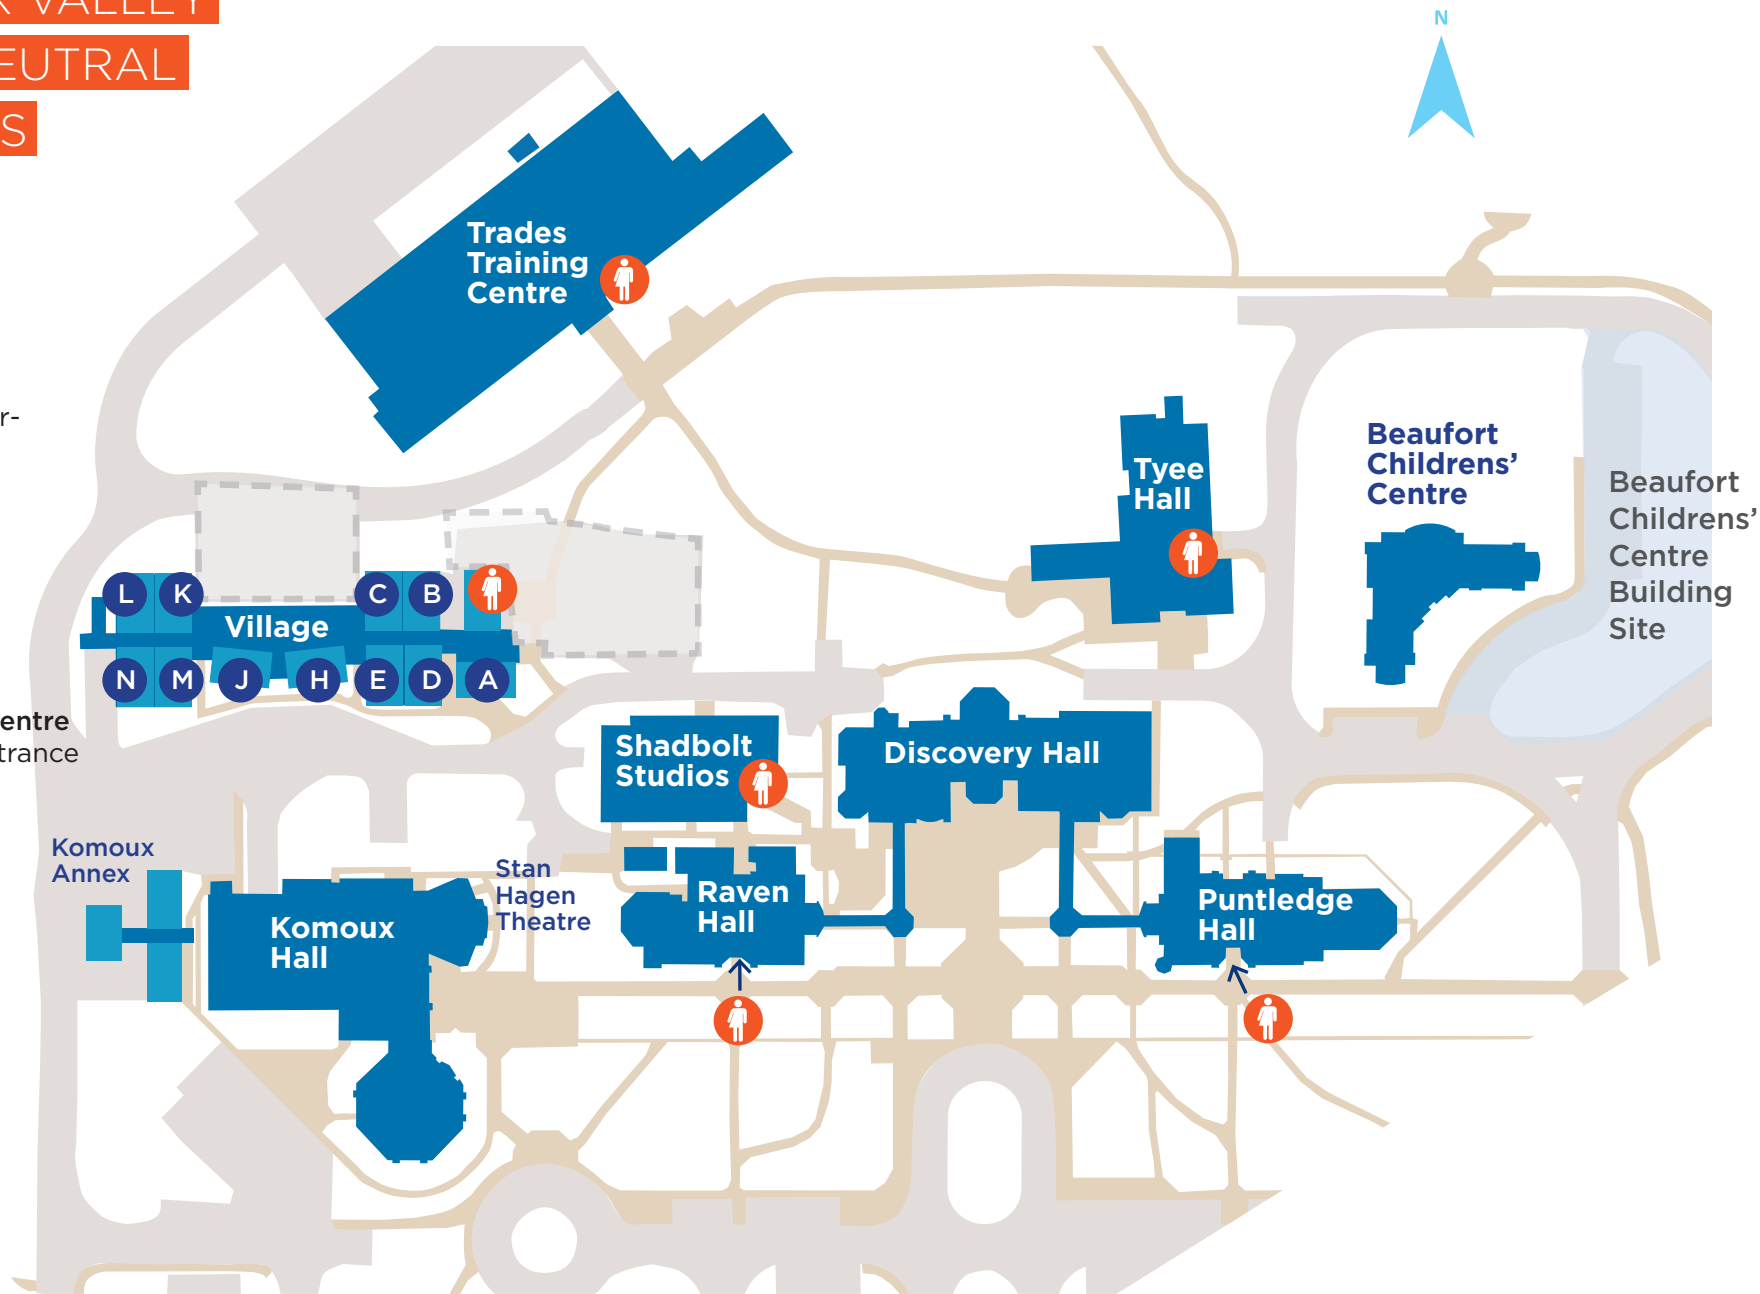 X VALLEY
EUTRAL
S
N
Trades
Training
Centre
r-
Tyee
Hall
Beaufort
Childrens’
Centre
Beaufort
Childrens’
Centre
Building
Site
L
K
C
B
Village
N
M
J
H
E
D
A
entre
trance
Shadbolt
Studios
Discovery Hall
Komoux
Annex
Stan
Hagen
Theatre
Raven
Hall
Puntledge
Hall
Komoux
Hall